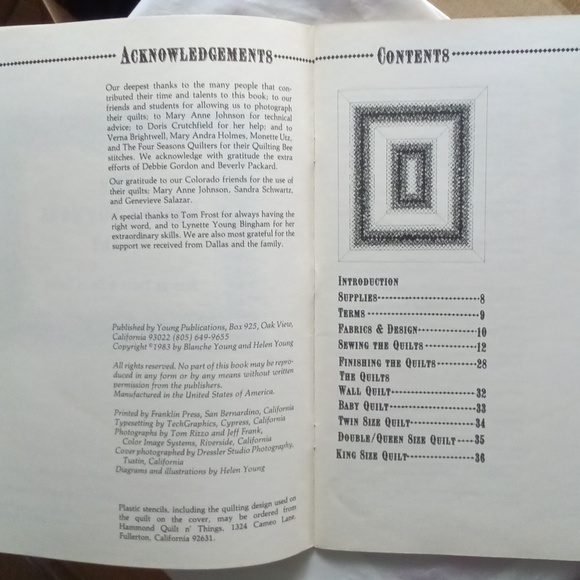 ACKNOWLEDGEMENTS
Our deepest thanks to the many people that con-
tributed their time and talents to this book; to our
friends and students for allowing us to photograph
their quilts; to Mary Anne Johnson for technical
advice; to Doris Crutchfield for her help; and to
Verna Brightwell, Mary Andra Holmes, Monette Utz,
and The Four Seasons Quilters for their Quilting Bee
stitches. We acknowledge with gratitude the extra
efforts of Debbie Gordon and Beverly Packard.
Our gratitude to our Colorado friends for the use of
their quilts; Mary Anne Johnson, Sandra Schwartz,
and Genevieve Salazar.
A special thanks to Tom Frost for always having the
right word, and to Lynette Young Bingham for her
extraordinary skills. We are also most grateful for the
support we received from Dallas and the family.
Published by Young Publications, Box 925, Oak View,
California 93022 (805) 649-9655
Copyright ©1983 by Blanche Young and Helen Young
All rights reserved. No part of this book may be repro-
duced in any form or by any means without written
permission from the publishers.
Manufactured in the United States of America.
Printed by Franklin Press, San Bernardino, California
Typesetting by TechGraphics, Cypress, California
Photographs by Tom Rizzo and Jeff Frank,
Color Image Systems, Riverside, California
Cover photographed by Dressler Studio Photography,
Tustin, California
Diagrams and illustrations by Helen Young
Plastic stencils, including the quilting design used on
the quilt on the cover, may be ordered from
Hammond Quilt n' Things, 1324 Cameo Lane,
Fullerton, California 92631.
CONTENTS
INTRODUCTION
SUPPLIES 8
TERMS 9
FABRICS & DESIGN 10
SEWING THE QUILTS 12
FINISHING THE QUILTS 28
THE QUILTS
WALL QUILT 32
BABY QUILT 33
TWIN SIZE QUILT 34
DOUBLE/QUEEN SIZE QUILT 35
KING SIZE QUILT 36